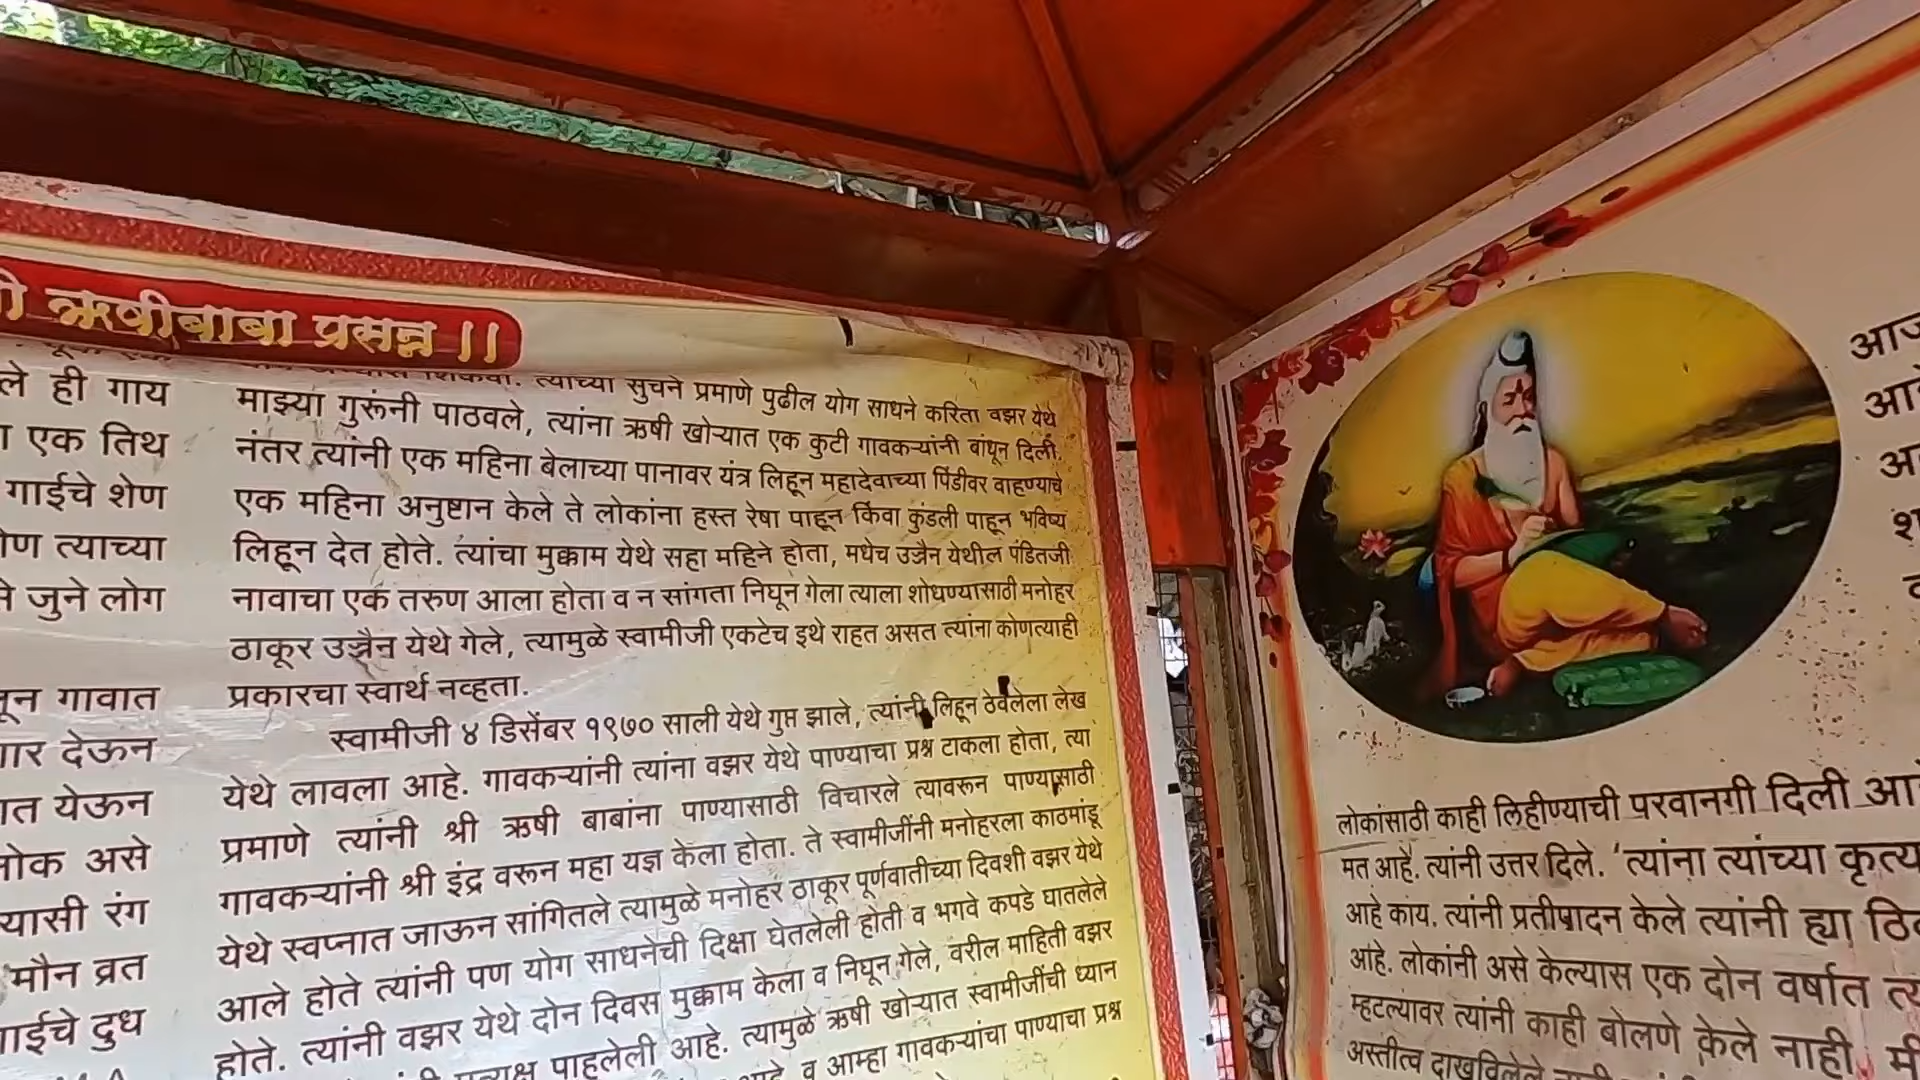 ऋषीबाबा प्रसन्न ||
ही गाय
एक तिथ
गाईचे शेण
त्याच्या
जुने लोग
गावात
देऊन
येऊन
असे
रंग
मौन व्रत
दुध
त्याच्या सुचने प्रमाणे पुढील योग साधने करिता वझर येथे
माझ्या गुरूंनी पाठवले, त्यांना ऋषी खोऱ्यात एक कुटी गावकऱ्यांनी बांधून दिली.
नंतर त्यांनी एक महिना बेलाच्या पानावर यंत्र लिहून महादेवाच्या पिंडीवर वाहण्याचे
एक महिना अनुष्टान केले ते लोकांना हस्त रेषा पाहून किंवा कुंडली पाहून भविष्य
लिहून देत होते. त्यांचा मुक्काम येथे सहा महिने होता, मधेच उज्जैन येथील पंडितजी
नावाचा एक तरुण आला होता व न सांगता निघून गेला त्याला शोधण्यासाठी मनोहर
ठाकूर उज्जैन येथे गेले, त्यामुळे स्वामीजी एकटेच इथे राहत असत त्यांना कोणत्याही
प्रकारचा स्वार्थ नव्हता.
स्वामीजी ४ डिसेंबर १९७० साली येथे गुप्त झाले, त्यांनी लिहून ठेवलेला लेख
येथे लावला आहे. गावकऱ्यांनी त्यांना वझर येथे पाण्याचा प्रश्न टाकला होता, त्या
प्रमाणे त्यांनी श्री ऋषी बाबांना पाण्यासाठी विचारले त्यावरून पाण्यासाठी
गावकऱ्यांनी श्री इंद्र वरून महा यज्ञ केला होता. ते स्वामीजींनी मनोहरला काठमांडू
येथे स्वप्नात जाऊन सांगितले त्यामुळे मनोहर ठाकूर पूर्णवातीच्या दिवशी वझर येथे
आले होते त्यांनी पण योग साधनेची दिक्षा घेतलेली होती व भगवे कपडे घातलेले
होते. त्यांनी वझर येथे दोन दिवस मुक्काम केला व निघून गेले, वरील माहिती वझर
पाहलेली आहे. त्यामुळे ऋषी खोऱ्यात स्वामीजींची ध्यान
व आम्हा गावकऱ्यांचा पाण्याचा प्रश्न
लोकांसाठी काही लिहीण्याची परवानगी दिली
मत आहे. त्यांनी उत्तर दिले. 'त्यांना त्यांच्या
आहे काय. त्यांनी प्रतीपादन केले त्यांनी ह्या
आहे. लोकांनी असे केल्यास एक दोन वर्षात
म्हटल्यावर त्यांनी काही बोलणे केले नाही.
अस्तीत्व